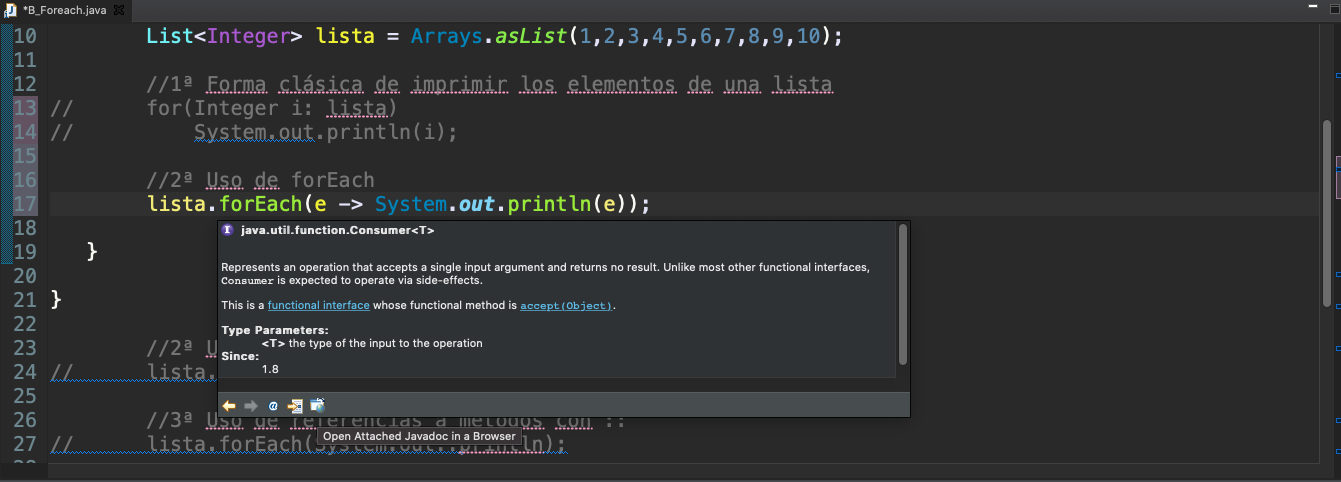 *B_Foreach.java
10 List<Integer> lista = Arrays.asList(1,2,3,4,5,6,7,8,9,10);
11
12 //1ª Forma clásica de imprimir los elementos de una lista
13 // for(Integer i: lista)
14 // System.out.println(i);
15
16 //2ª Uso de forEach
17 lista.forEach(e -> System.out.println(e));
18
I java.util.function.Consumer<T>
19 }
20
Represents an operation that accepts a single input argument and returns no result. Unlike most other functional interfaces,
Consumer is expected to operate via side-effects.
21 }
This is a functional interface whose functional method is accept(Object).
22
Type Parameters:
<T> the type of the input to the operation
23 //2ª U
Since:
1.8
24 // lista.
25
@
26 //3ª Uso de referencias a métodos con ::
Open Attached Javadoc in a Browser
27 // lista.forEach(System.out::println);